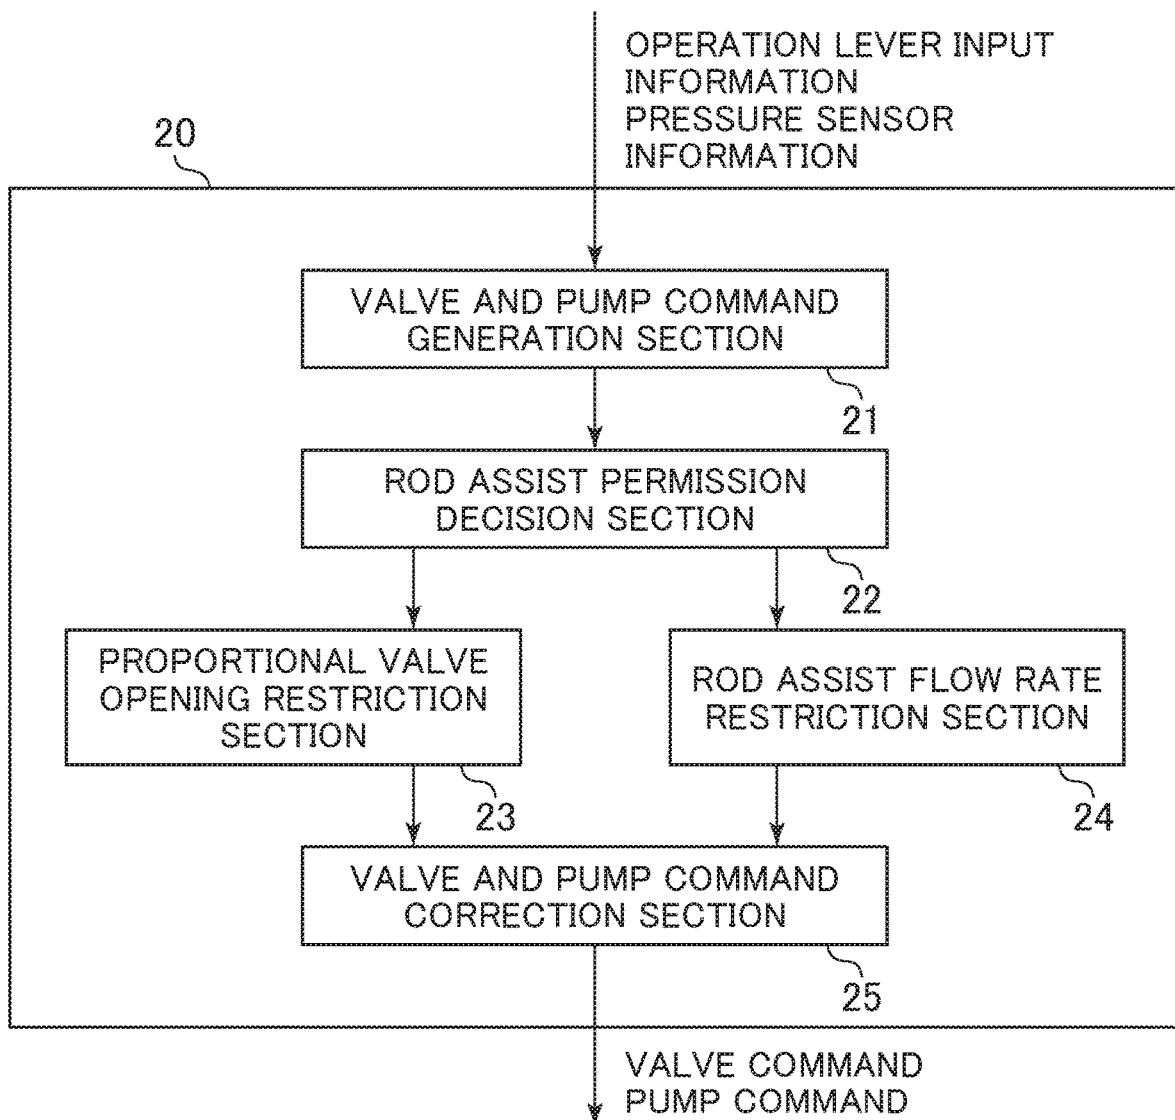 OPERATION LEVER INPUT
INFORMATION
PRESSURE SENSOR
INFORMATION
20
VALVE AND PUMP COMMAND
GENERATION SECTION
21
ROD ASSIST PERMISSION
DECISION SECTION
22
PROPORTIONAL VALVE
OPENING RESTRICTION
SECTION
23
ROD ASSIST FLOW RATE
RESTRICTION SECTION
24
VALVE AND PUMP COMMAND
CORRECTION SECTION
25
VALVE COMMAND
PUMP COMMAND